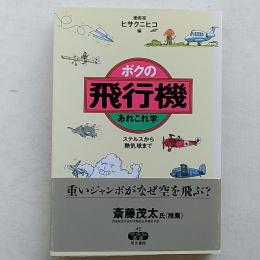 漫画家
ヒサクニヒコ
編
ボクの
飛行機
あれこれ学
ステルスから
熱気球まで
重いジャンボがなぜ空を飛ぶ?
斎藤茂太氏(推薦)